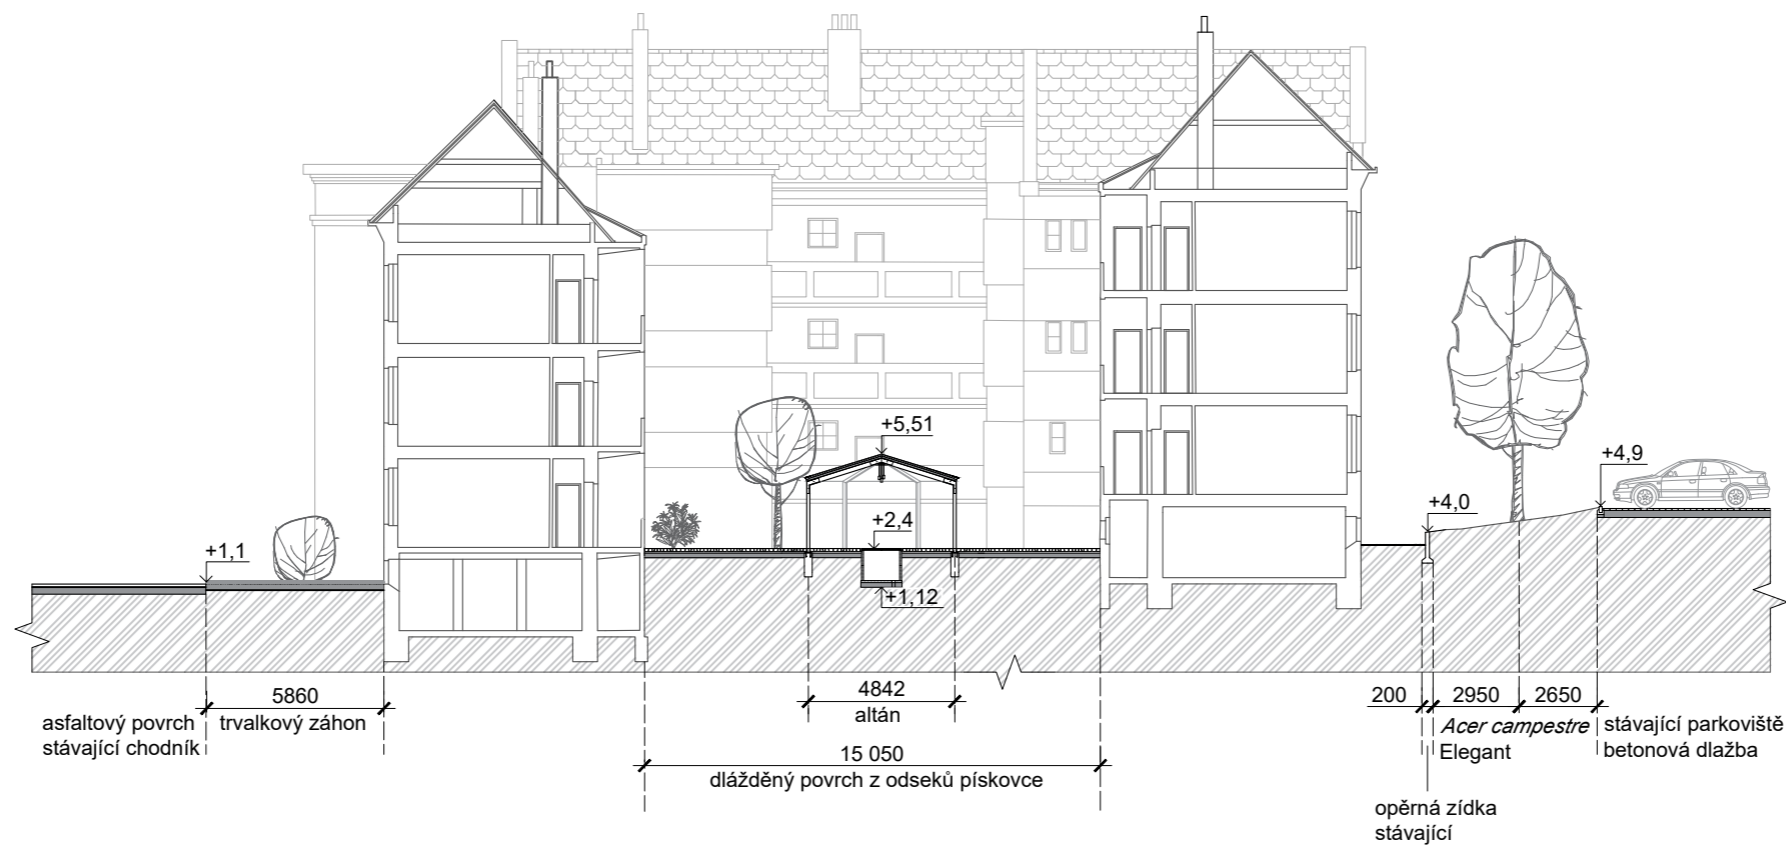 +5,51
+4,9
+4,0
+2,4
+1,1
+1,12
5860
4842
200
2950
2650
asfaltový povrch
stávající chodník
trvalkový záhon
altán
Acer campestre
Elegant
stávající parkoviště
betonová dlažba
15 050
dlážděný povrch z odseků pískovce
opěrná zídka
stávající